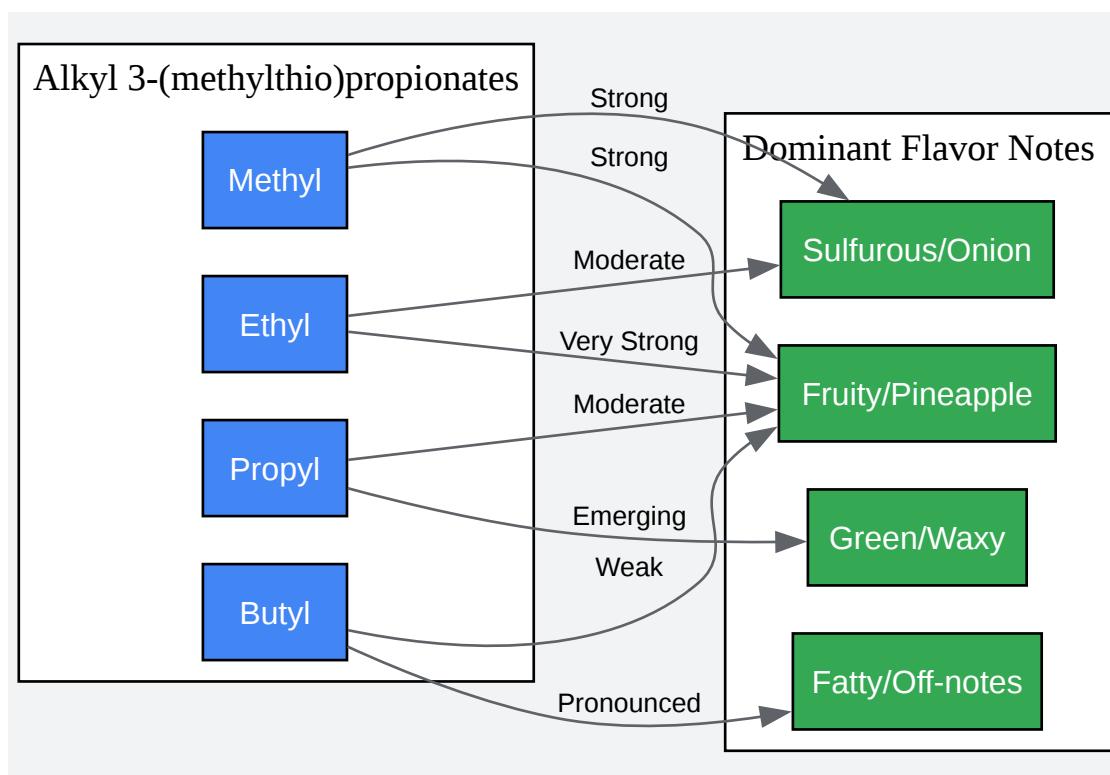 Alkyl 3-(methylthio)propionates
Methyl
Ethyl
Propyl
Butyl
Strong
Strong
Moderate
Very Strong
Moderate
Emerging
Weak
Pronounced
Dominant Flavor Notes
Sulfurous/Onion
Fruity/Pineapple
Green/Waxy
Fatty/Off-notes